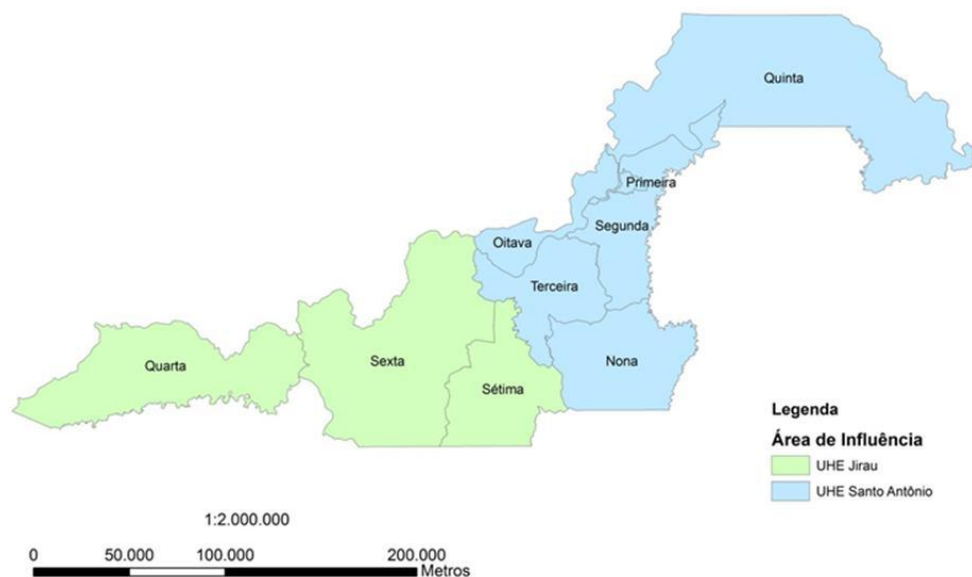 Quinta
Primeira
Segunda
Oitava
Terceira
Quarta
Sexta
Nona
Sétima
Legenda
Área de Influência
UHE Jirau
UHE Santo Antônio
1:2.000.000
0 50.000 100.000 200.000
Metros